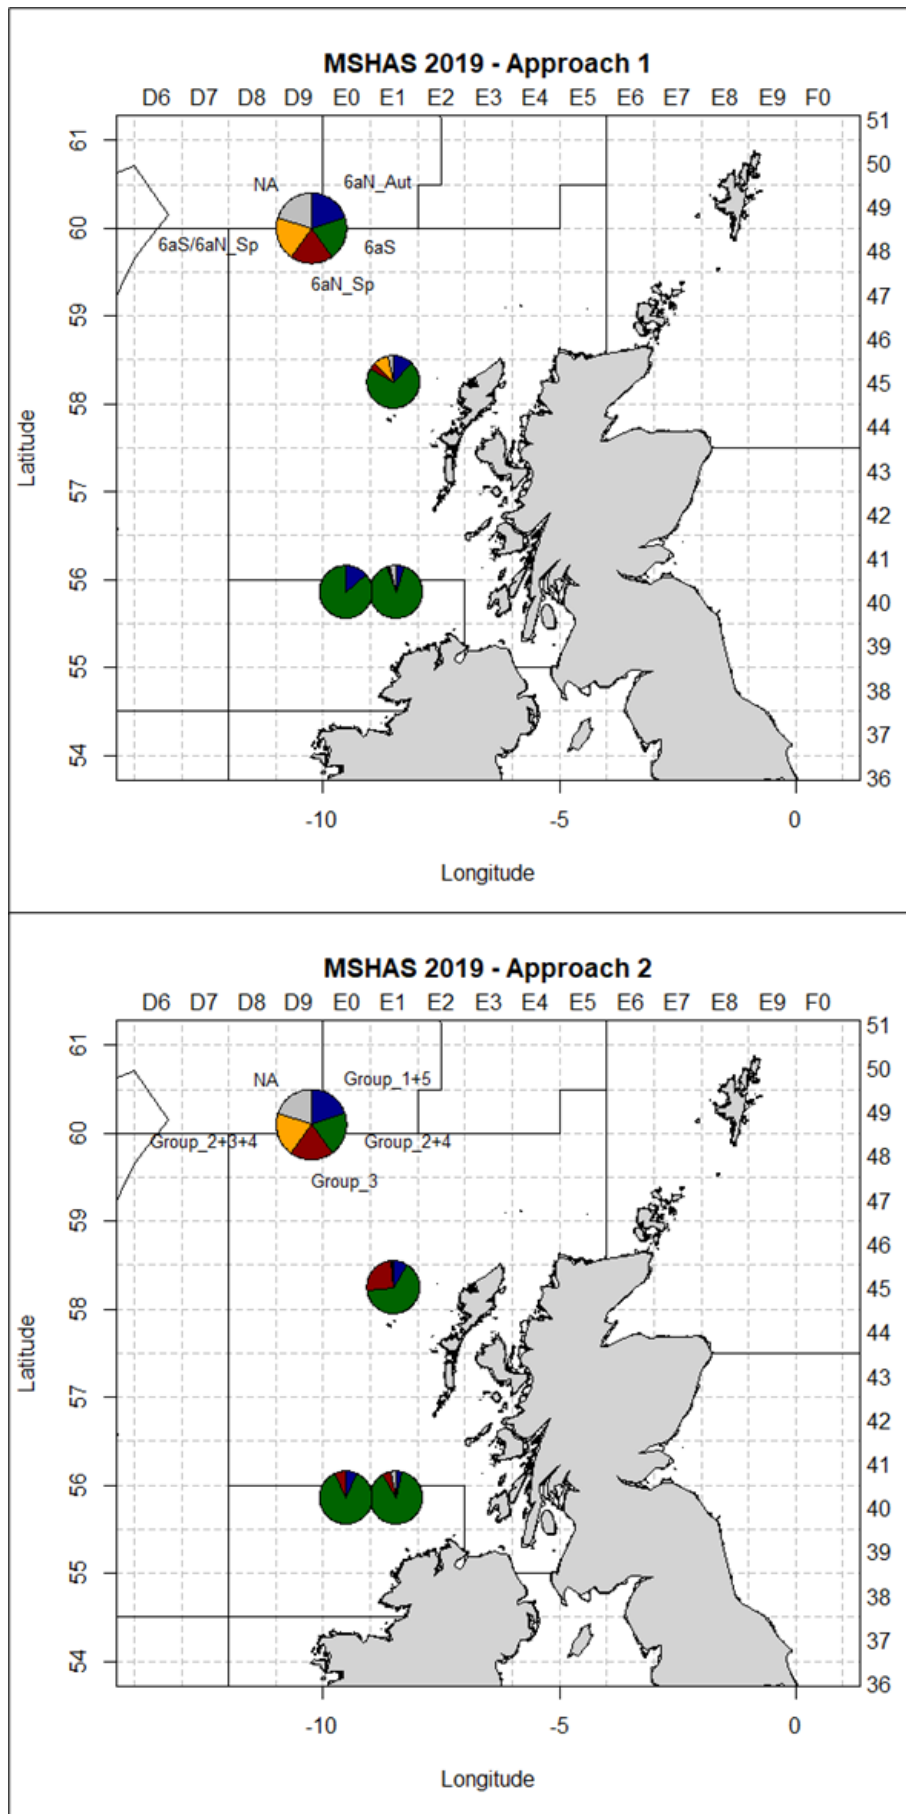 MSHAS 2019 - Approach 1
D6 D7 D8 D9 E0 E1 E2 E3 E4 E5 E6 E7 E8 E9 F0
61
60
59
58
57
56
55
54
Latitude
51
50
49
48
47
46
45
44
43
42
41
40
39
38
37
36
NA
6aN_Aut
6aS/6aN_Sp
6aS
6aN_Sp
-10 -5 0
Longitude
MSHAS 2019 - Approach 2
D6 D7 D8 D9 E0 E1 E2 E3 E4 E5 E6 E7 E8 E9 F0
61
60
59
58
57
56
55
54
Latitude
51
50
49
48
47
46
45
44
43
42
41
40
39
38
37
36
NA
Group_1+5
Group_2+3+4
Group_2+4
Group_3
-10 -5 0
Longitude